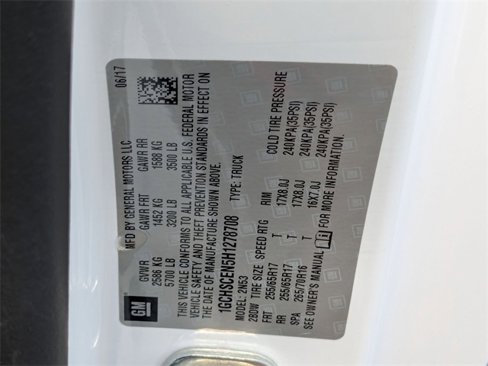 MFD BY GENERAL MOTORS LLC 06/17
GVWR GAWR FRT GAWR RR
2586 KG 1452 KG 1588 KG
5700 LB 3200 LB 3500 LB
THIS VEHICLE CONFORMS TO ALL APPLICABLE U.S. FEDERAL MOTOR
VEHICLE SAFETY AND THEFT PREVENTION STANDARDS IN EFFECT ON
THE DATE OF MANUFACTURE SHOWN ABOVE.
1GCHSCEN5H1278708 TYPE: TRUCK
MODEL: 2N53
2BDW TIRE SIZE SPEED RTG RIM COLD TIRE PRESSURE
FRT 255/65R17 T 17X8.0J 240KPA(35PSI)
RR 255/65R17 T 17X8.0J 240KPA(35PSI)
SPA 265/70R16 T 16X7.0J 240KPA(35PSI)
SEE OWNER'S MANUAL FOR MORE INFORMATION.
GM